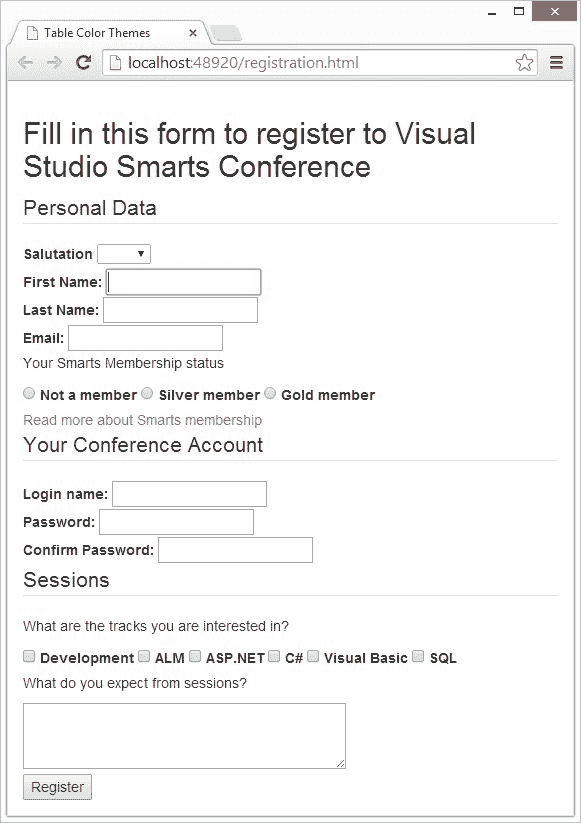 Table Color Themes
localhost:48920/registration.html
Fill in this form to register to Visual
Studio Smarts Conference
Personal Data
Salutation
First Name:
Last Name:
Email:
Your Smarts Membership status
Not a member Silver member Gold member
Read more about Smarts membership
Your Conference Account
Login name:
Password:
Confirm Password:
Sessions
What are the tracks you are interested in?
Development ALM ASP.NET C# Visual Basic SQL
What do you expect from sessions?
Register